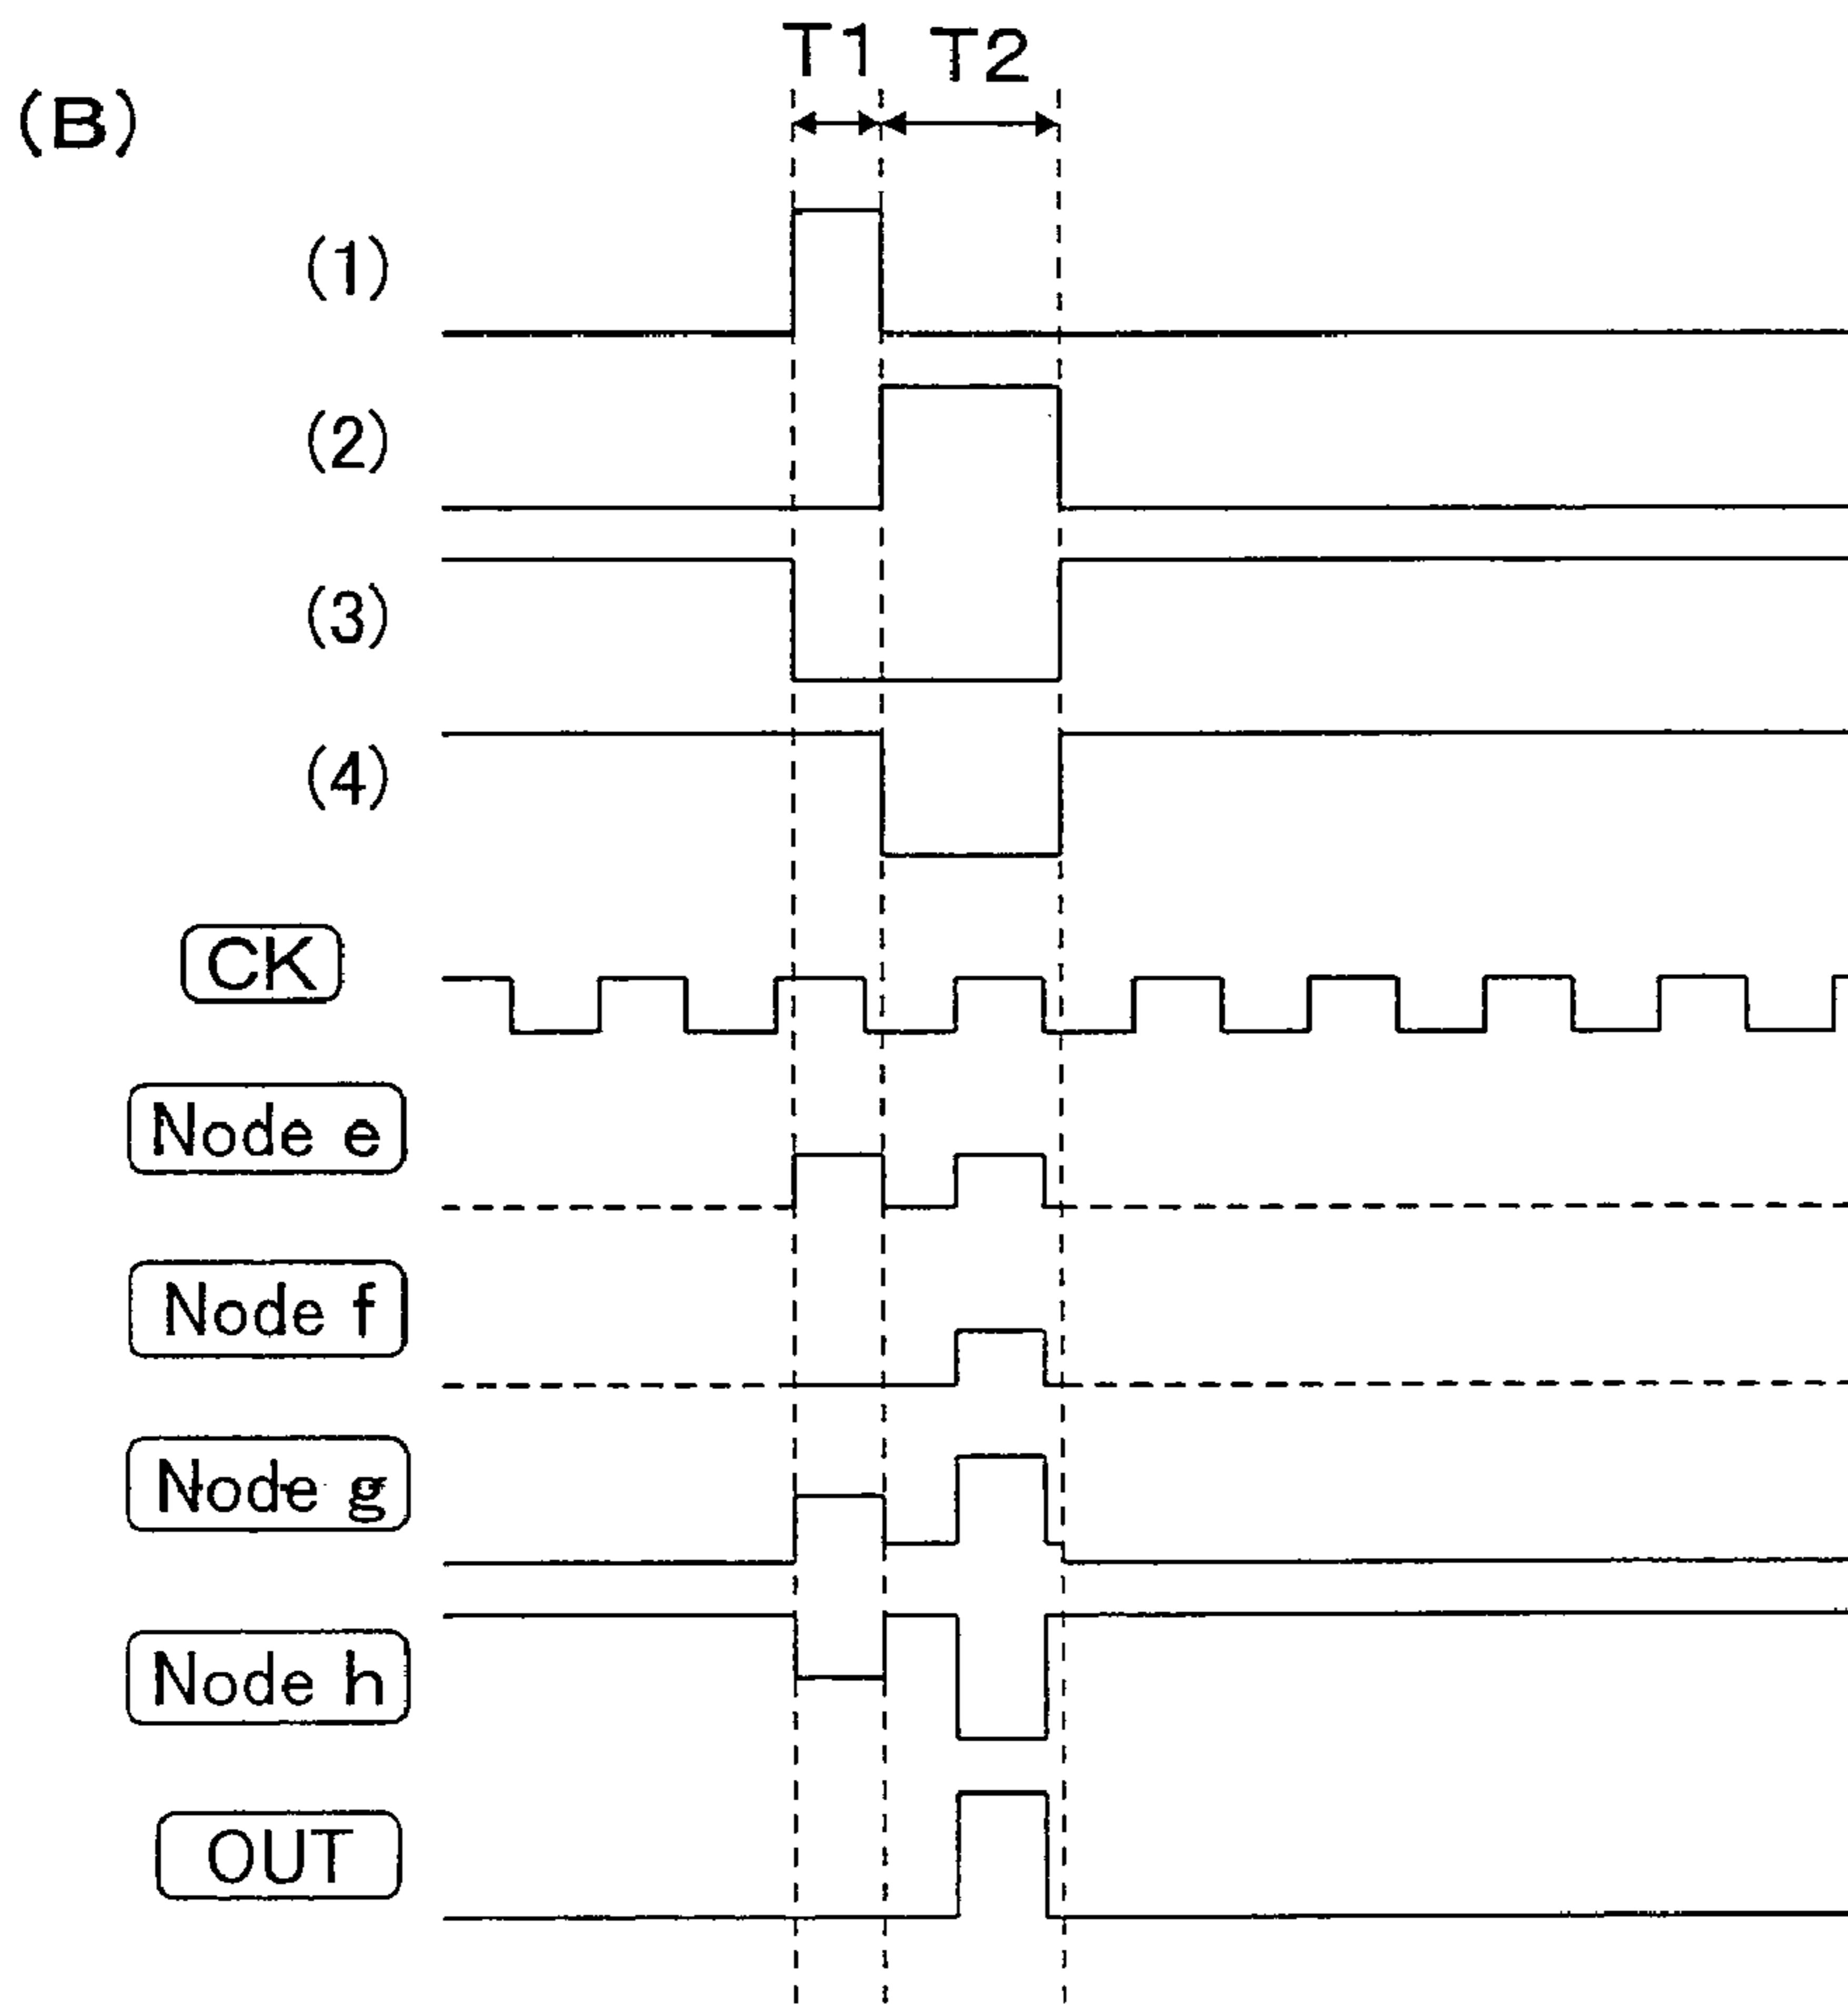 T1 T2
(B)
(1)
(2)
(3)
(4)
CK
Node e
Node f
Node g
Node h
OUT